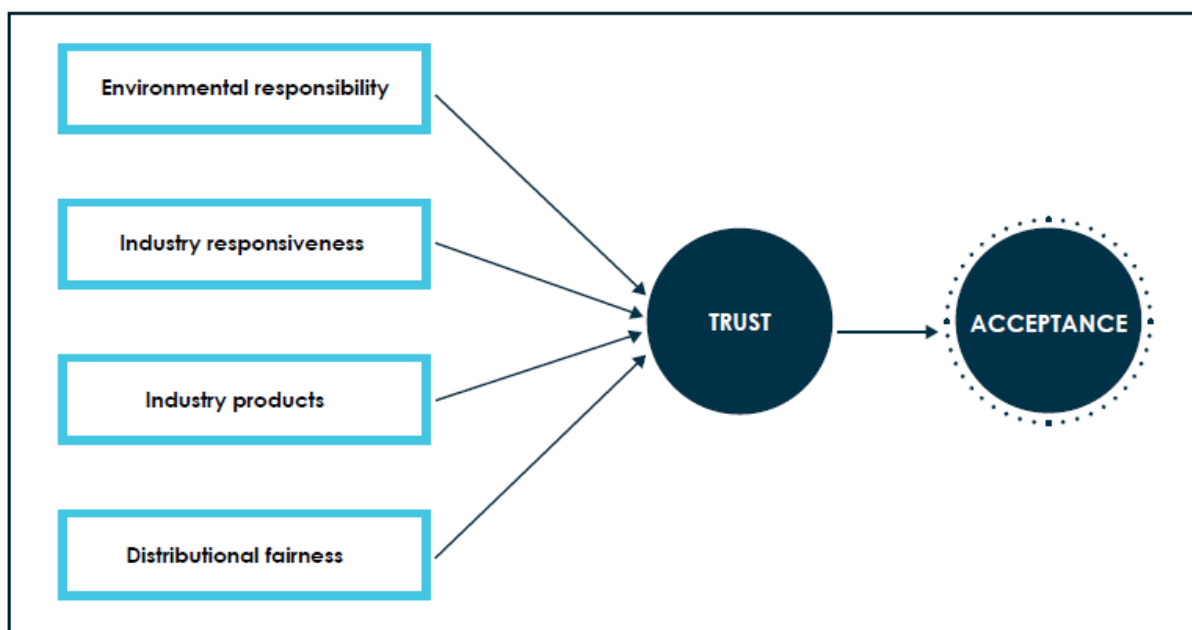 Environmental responsibility
Industry responsiveness
TRUST
ACCEPTANCE
Industry products
Distributional fairness